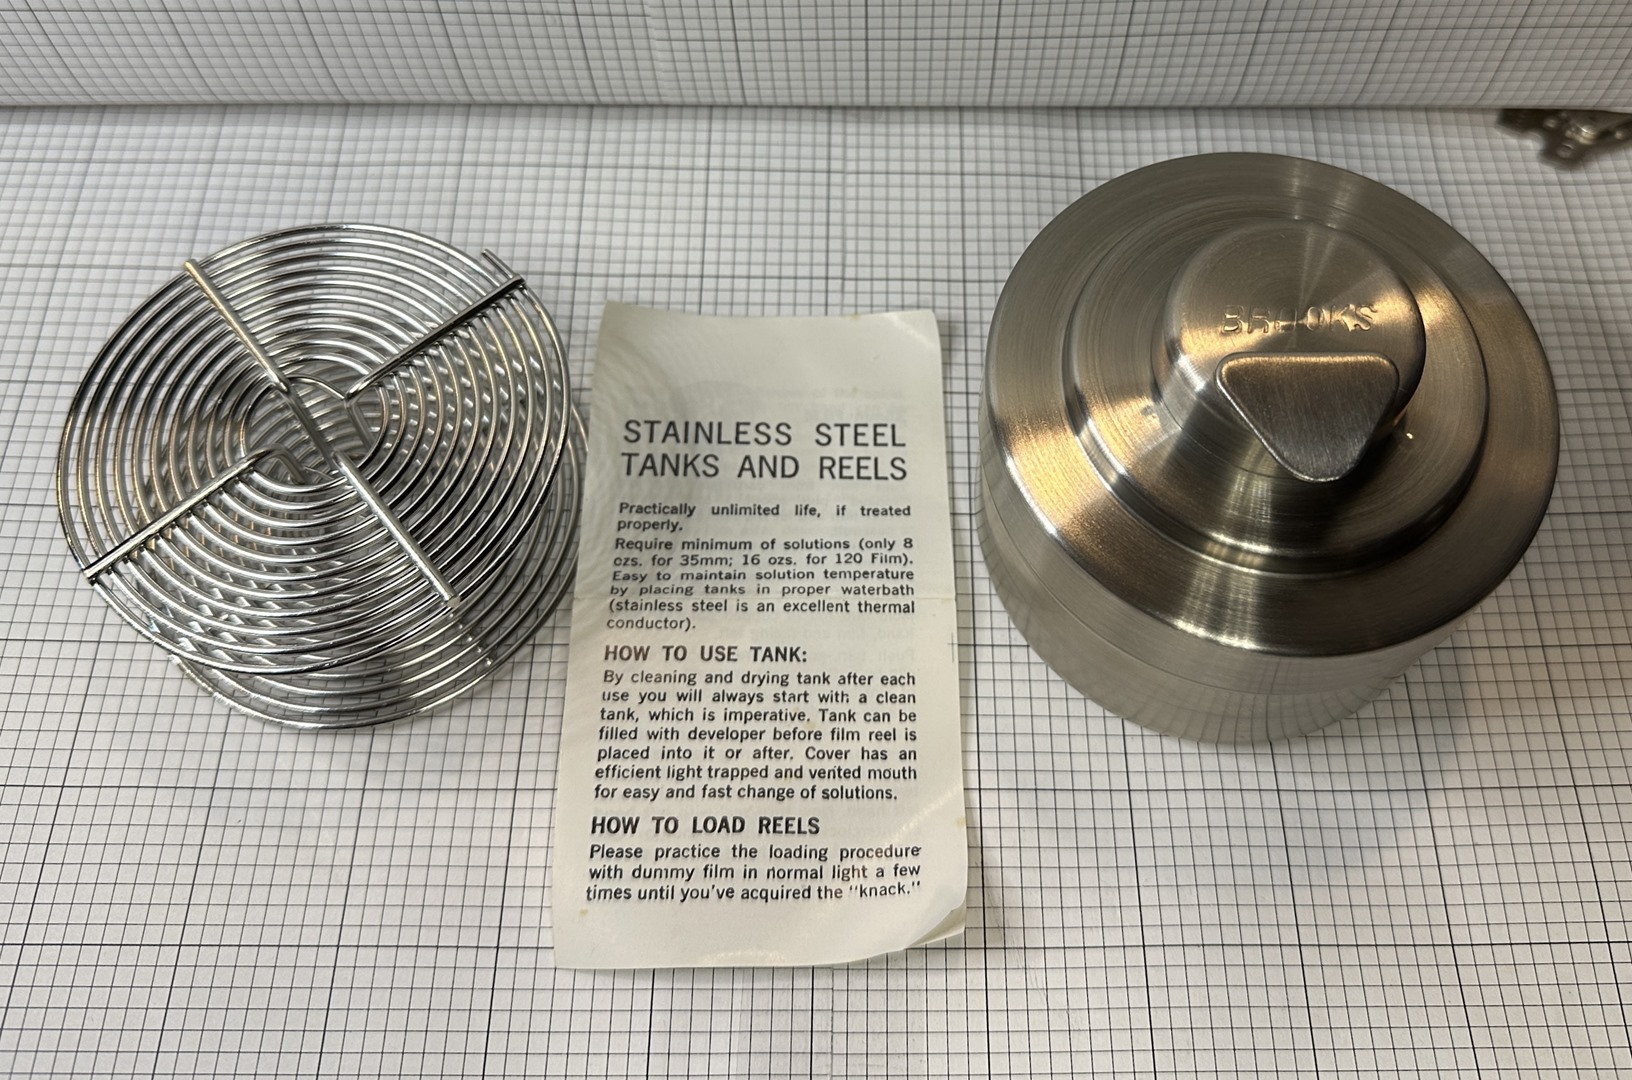 STAINLESS STEEL
TANKS AND REELS
Practically unlimited life, if treated
properly.
Require minimum of solutions (only 8
ozs. for 35mm; 16 ozs. for 120 Film).
Easy to maintain solution temperature
by placing tanks in proper waterbath
(stainless steel is an excellent thermal
conductor).
HOW TO USE TANK:
By cleaning and drying tank after each
use you will always start with a clean
tank, which is imperative. Tank can be
filled with developer before film reel is
placed into it or after. Cover has an
efficient light trapped and vented mouth
for easy and fast change of solutions.
HOW TO LOAD REELS
Please practice the loading procedure
with dummy film in normal light a few
times until you've acquired the "knack."
BROOKS